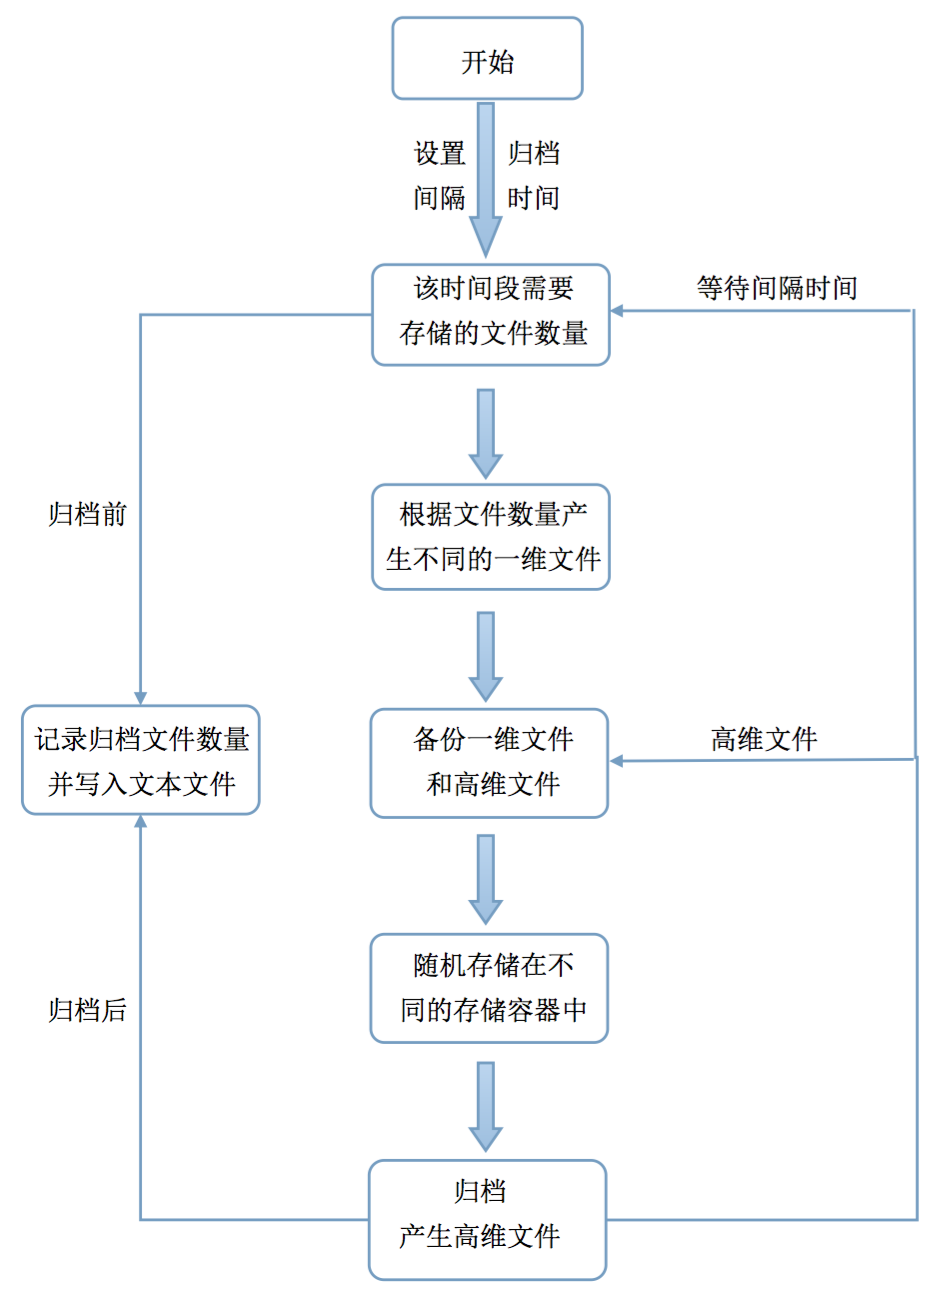 开始
设置 归档
间隔 时间
该时间段需要
存储的文件数量
等待间隔时间
归档前
根据文件数量产
生不同的一维文件
记录归档文件数量
并写入文本文件
备份一维文件
和高维文件
高维文件
随机存储在不
同的存储容器中
归档后
归档
产生高维文件